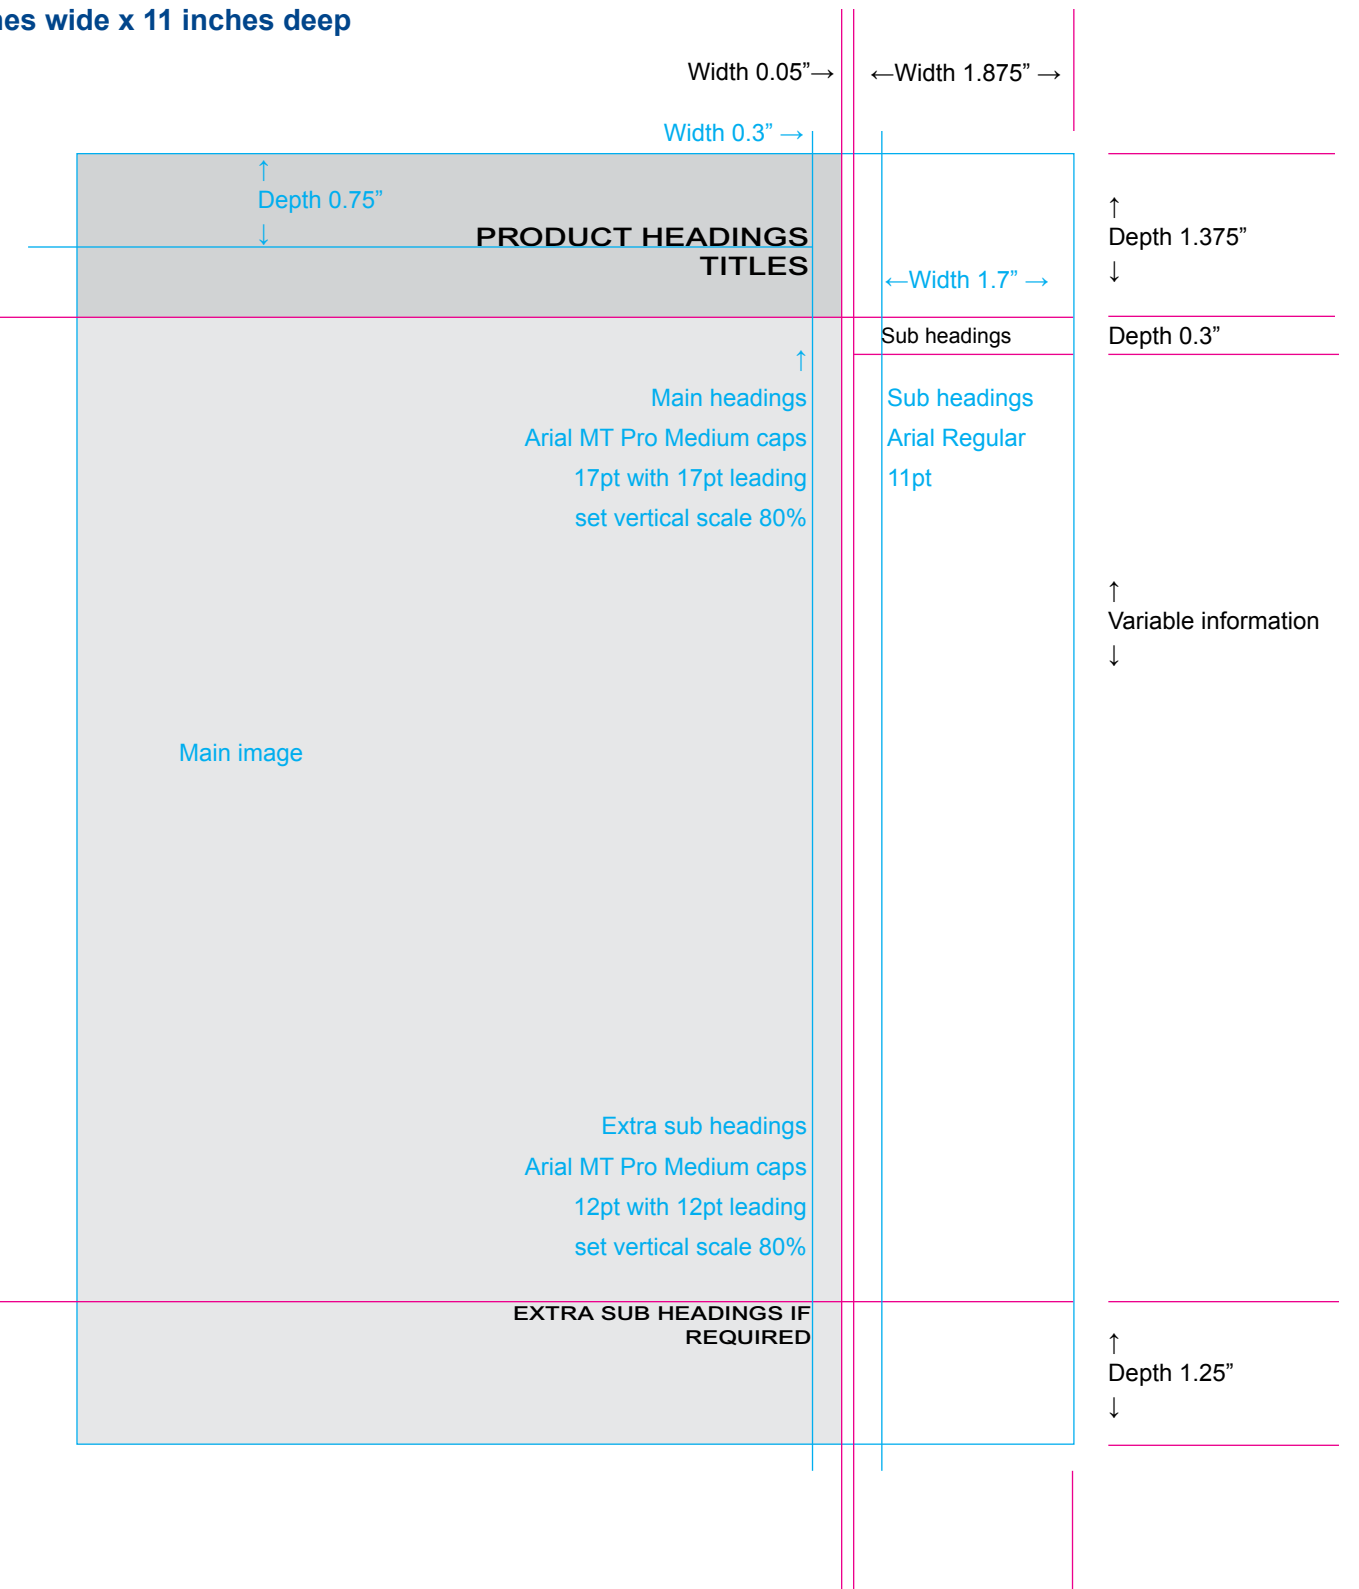 wide x 11 inches deep
Width 0.05”→
←Width 1.875” →
Width 0.3” →
↑
Depth 0.75”
↓
PRODUCT HEADINGS
TITLES
←Width 1.7” →
↑
Depth 1.375”
↓
Sub headings
Depth 0.3”
↑
Main headings
Arial MT Pro Medium caps
17pt with 17pt leading
set vertical scale 80%
Sub headings
Arial Regular
11pt
↑
Variable information
↓
Main image
Extra sub headings
Arial MT Pro Medium caps
12pt with 12pt leading
set vertical scale 80%
EXTRA SUB HEADINGS IF
REQUIRED
↑
Depth 1.25”
↓